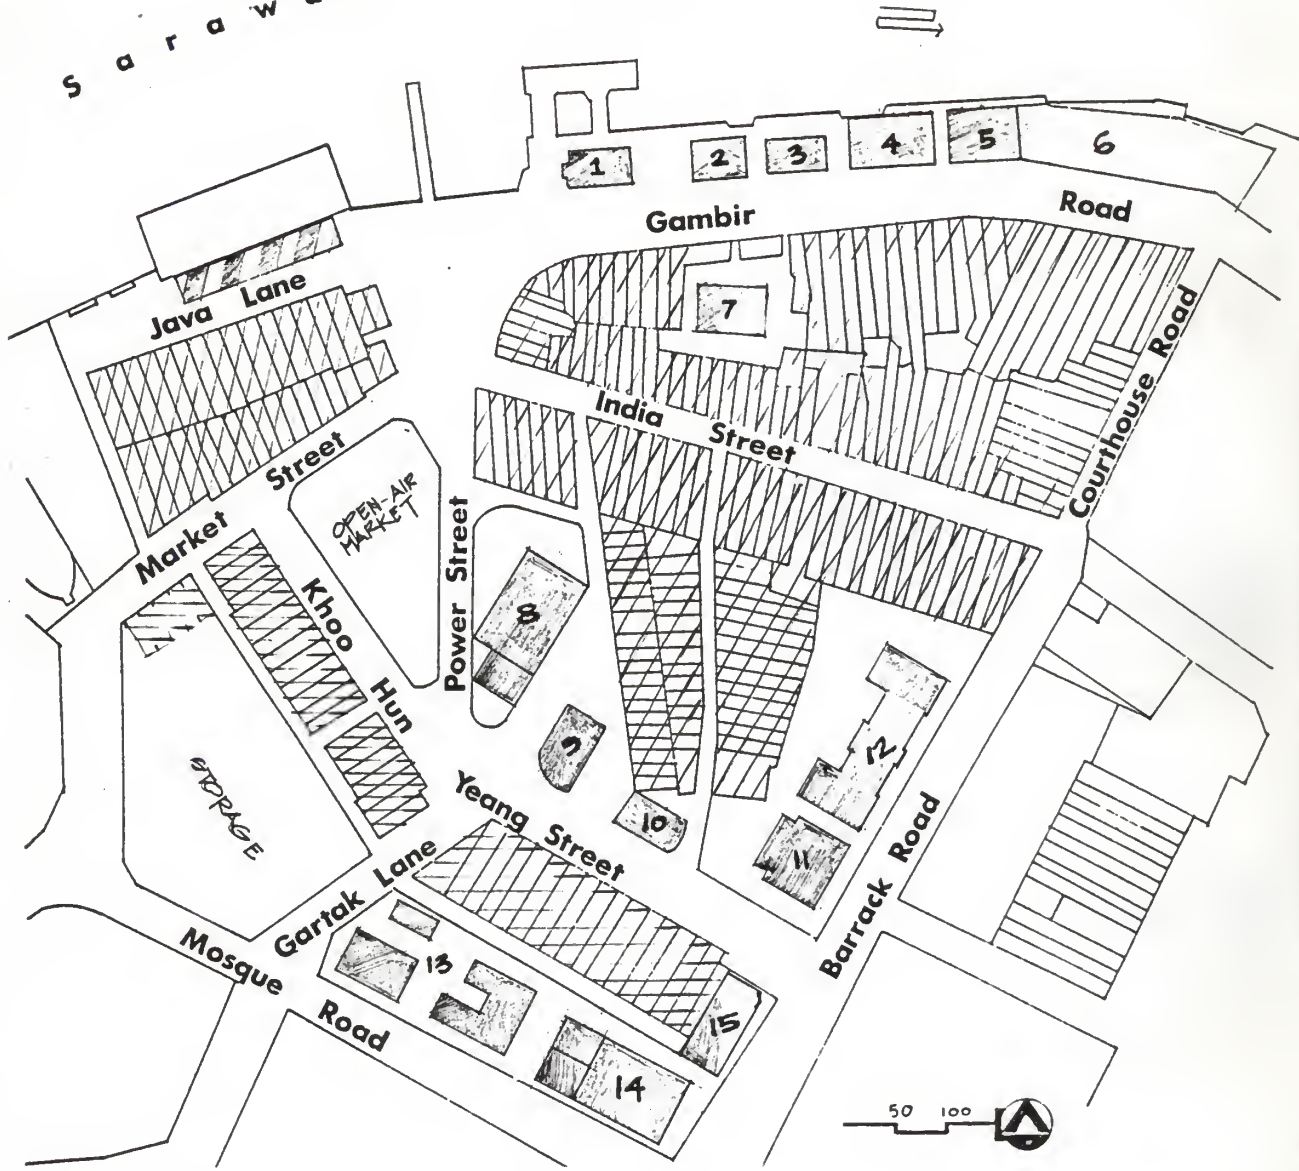 Saraw
1
2
3
4
5
6
Gambir Road
Java Lane
7
India Street
Courthouse Road
Market Street
OPEN-AIR
MARKET
Power Street
Khoo Hun Yeang Street
8
9
10
11
12
STORAGE
Barrack Road
Gartak Lane
Mosque Road
13
14
15
50 100